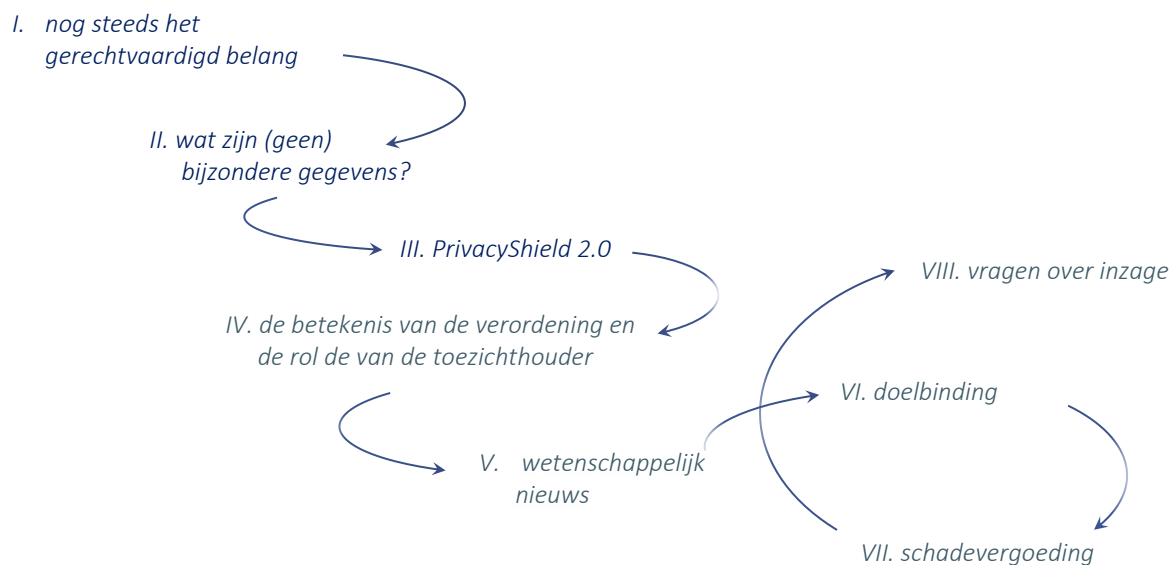 I. nog steeds het
gerechtvaardigd belang
II. wat zijn (geen)
bijzondere gegevens?
III. PrivacyShield 2.0
IV. de betekenis van de verordening en
de rol de van de toezichthouder
V. wetenschappelijk
nieuws
VI. doelbinding
VII. schadevergoeding
VIII. vragen over inzage